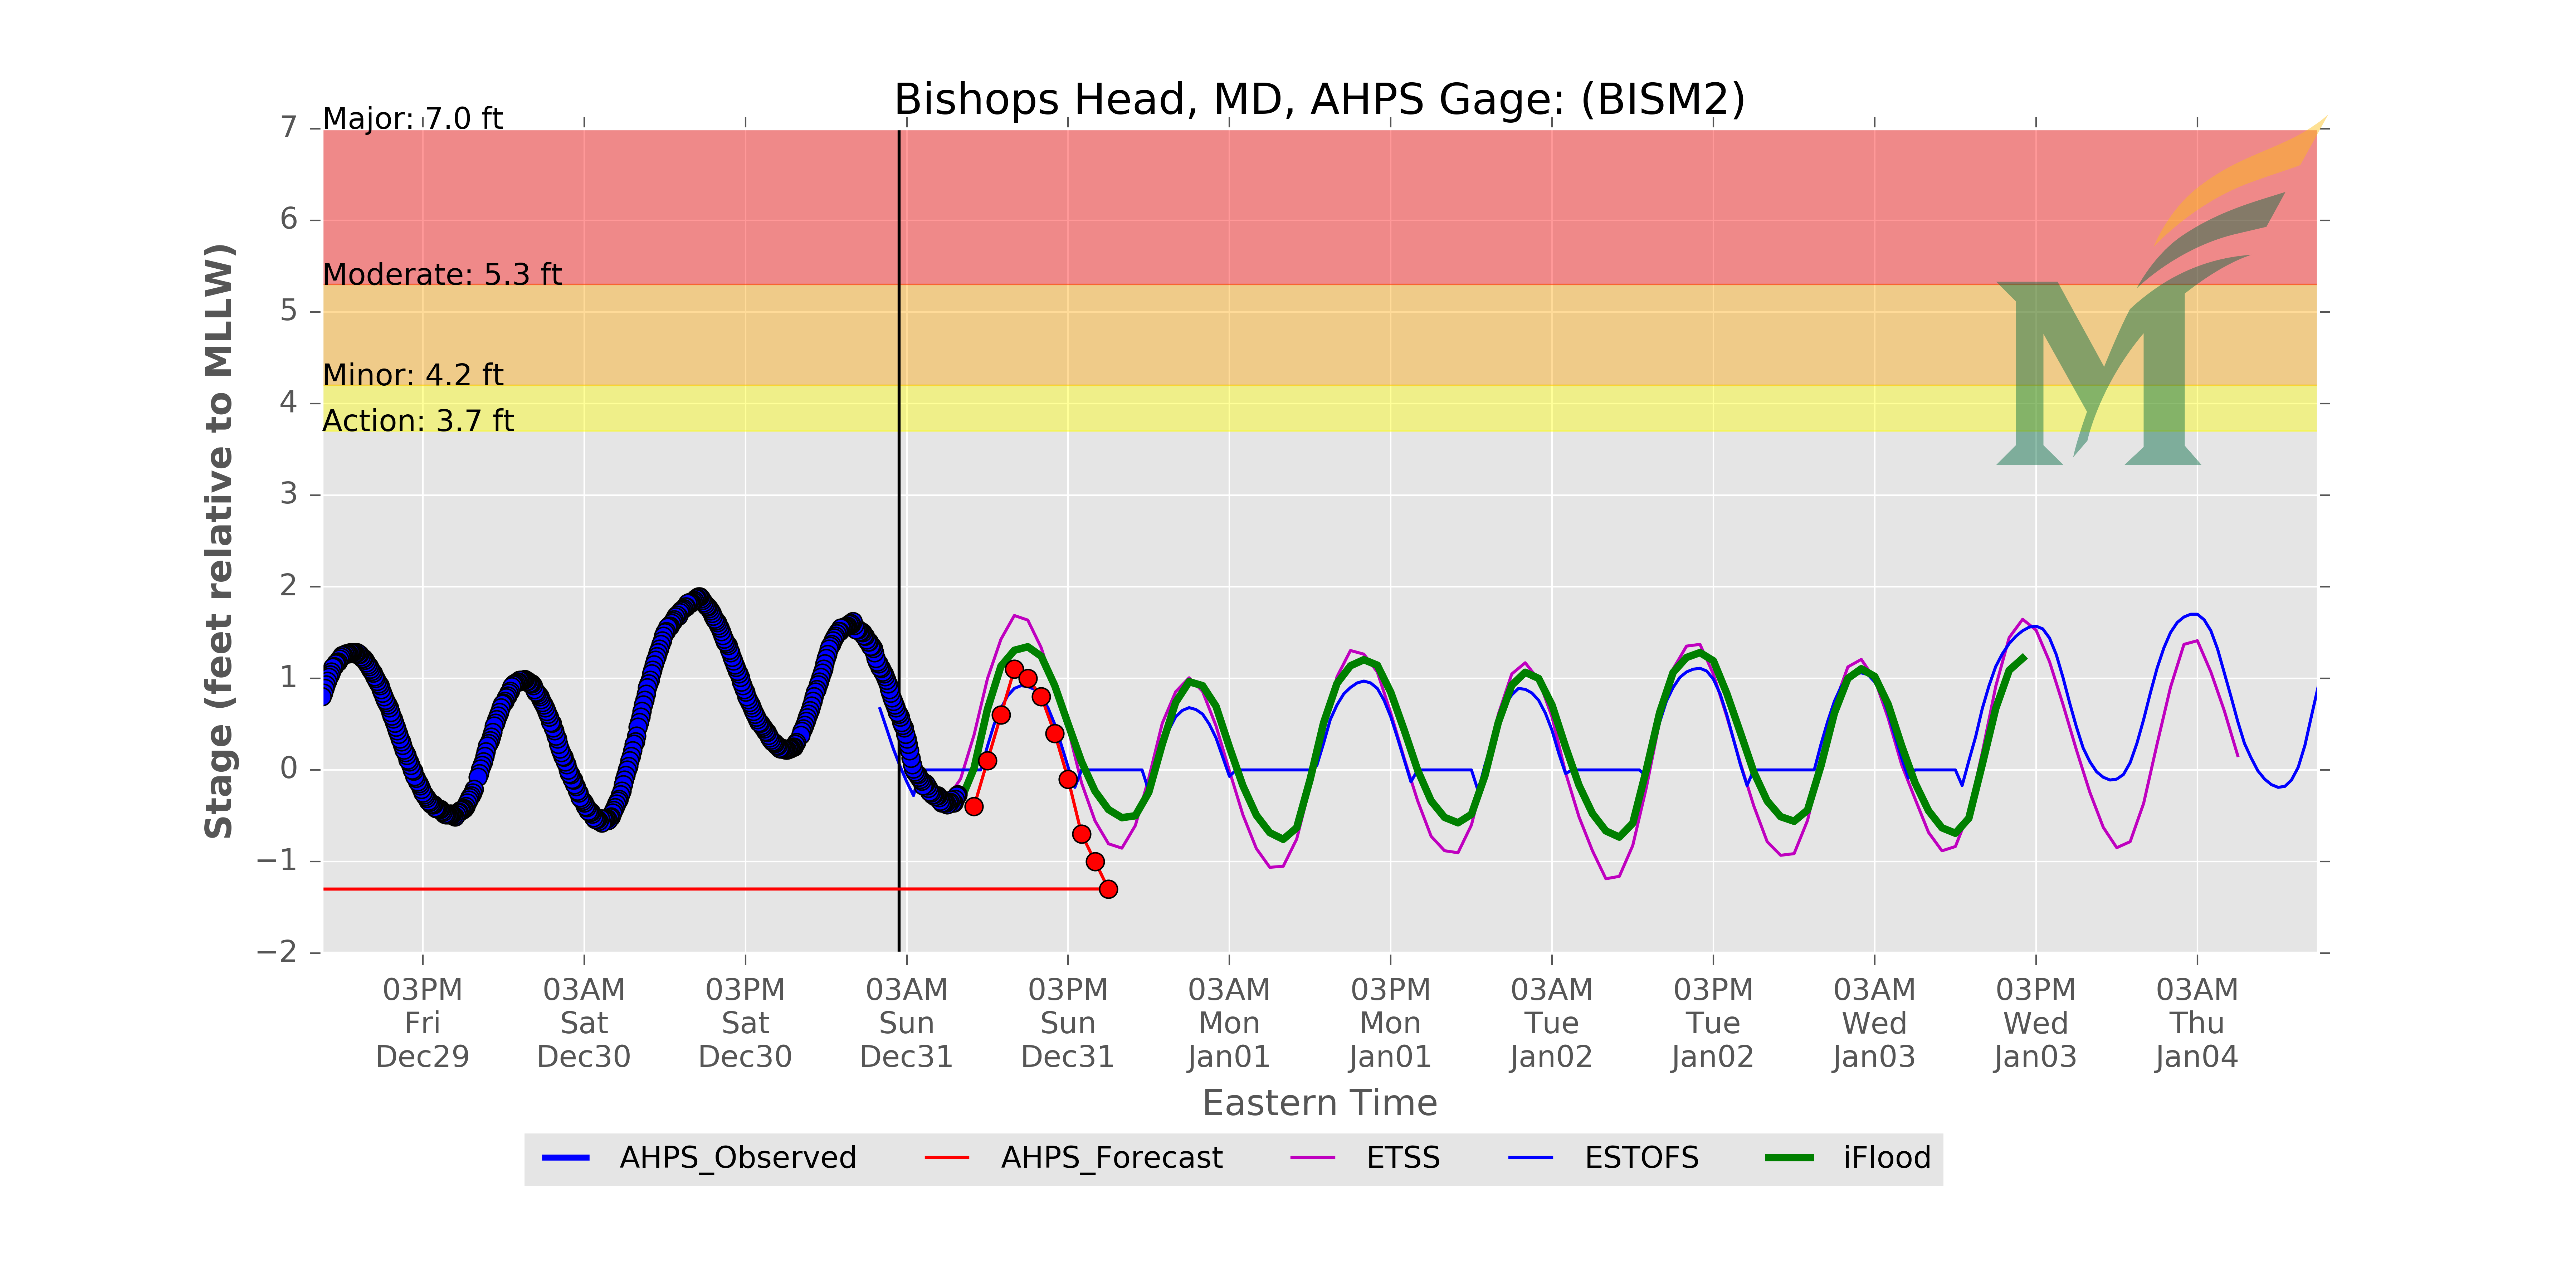 Bishops Head, MD, AHPS Gage: (BISM2)
Major: 7.0 ft
Moderate: 5.3 ft
Minor: 4.2 ft
Action: 3.7 ft
7
6
5
4
3
2
1
0
−1
−2
Stage (feet relative to MLLW)
03PM 03AM 03PM 03AM 03PM 03AM 03PM 03AM 03PM 03AM 03PM 03AM
Fri Sat Sat Sun Sun Mon Mon Tue Tue Wed Wed Thu
Dec29 Dec30 Dec30 Dec31 Dec31 Jan01 Jan01 Jan02 Jan02 Jan03 Jan03 Jan04
Eastern Time
AHPS_Observed AHPS_Forecast ETSS ESTOFS iFlood
M